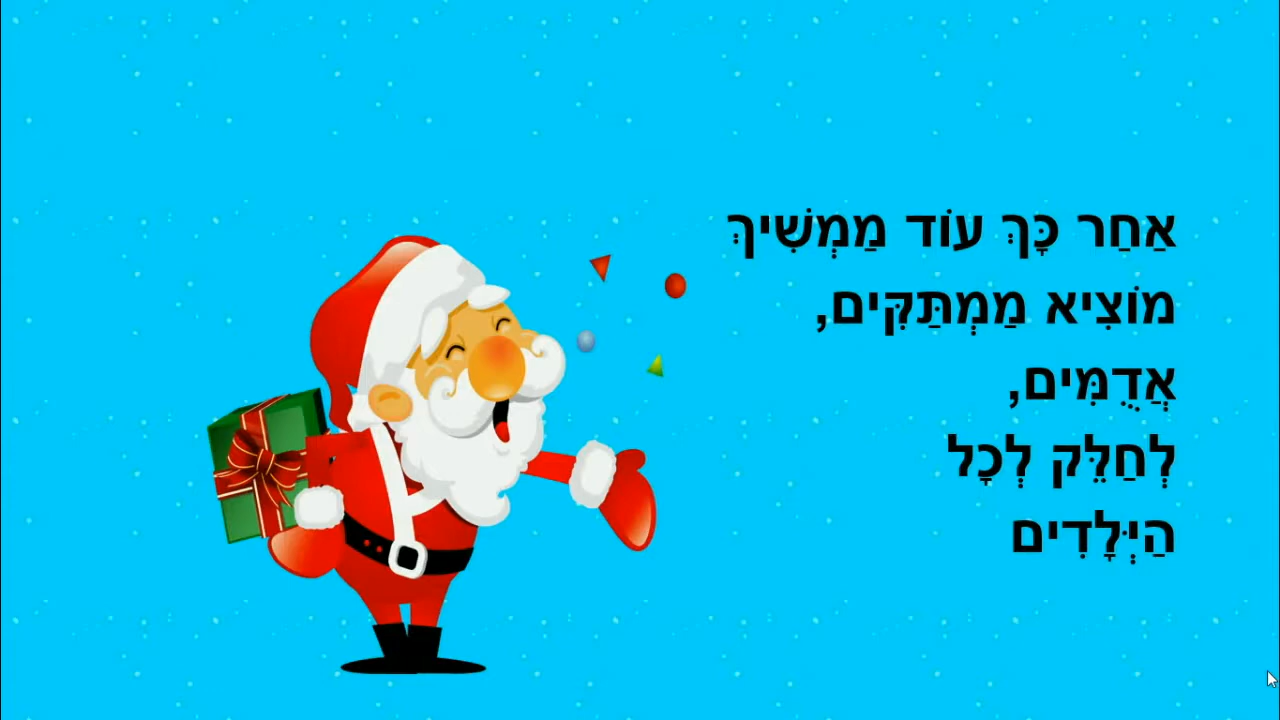 אַחַר כָּךְ עוֹד מַמְשִׁיךְ
מוֹצִיא מַמְתַּקִּים,
אֲדֻמִּים,
לְחַלֵּק לְכָל
הַיְּלָדִים